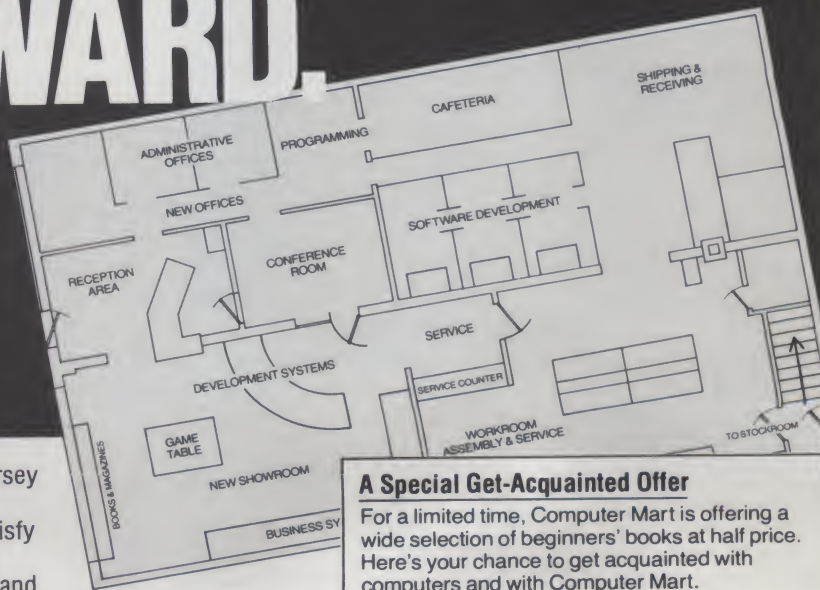 WARD.
ADMINISTRATIVE
OFFICES
PROGRAMMING
CAFETERIA
SHIPPING &
RECEIVING
NEW OFFICES
SOFTWARE DEVELOPMENT
RECEPTION
AREA
CONFERENCE
ROOM
SERVICE
DEVELOPMENT SYSTEMS
SERVICE COUNTER
GAME
TABLE
WORKROOM
ASSEMBLY & SERVICE
TO STOCKROOM
BOOKS & MAGAZINES
NEW SHOWROOM
BUSINESS SY
rsey
isfy
and
A Special Get-Acquainted Offer
For a limited time, Computer Mart is offering a
wide selection of beginners' books at half price.
Here's your chance to get acquainted with
computers and with Computer Mart.